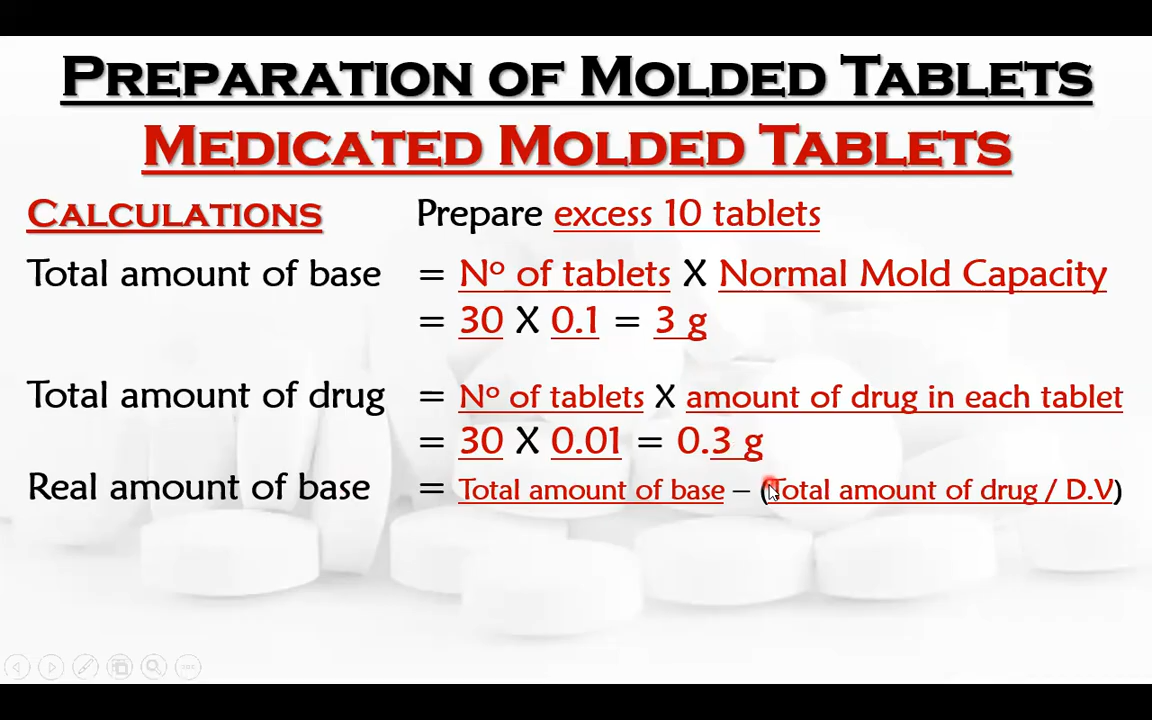 PREPARATION OF MOLDED TABLETS
MEDICATED MOLDED TABLETS
CALCULATIONS Prepare excess 10 tablets
Total amount of base = Nº of tablets X Normal Mold Capacity
= 30 X 0.1 = 3 g
Total amount of drug = Nº of tablets X amount of drug in each tablet
= 30 X 0.01 = 0.3 g
Real amount of base = Total amount of base – (Total amount of drug / D.V)